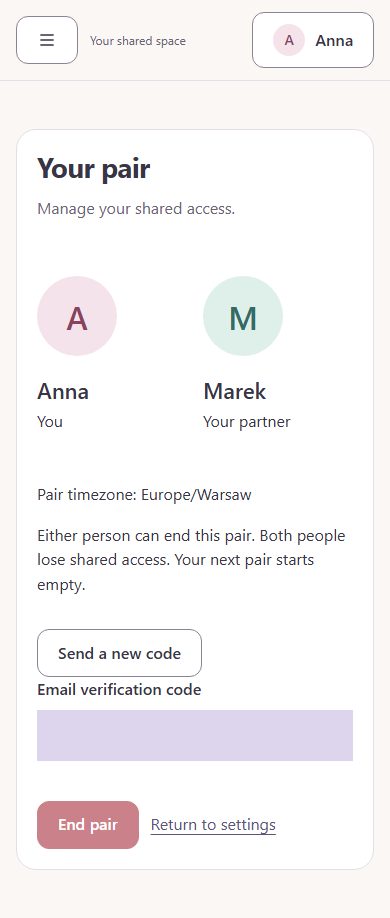 Your shared space
A Anna
Your pair
Manage your shared access.
A M
Anna Marek
You Your partner
Pair timezone: Europe/Warsaw
Either person can end this pair. Both people
lose shared access. Your next pair starts
empty.
Send a new code
Email verification code
End pair Return to settings